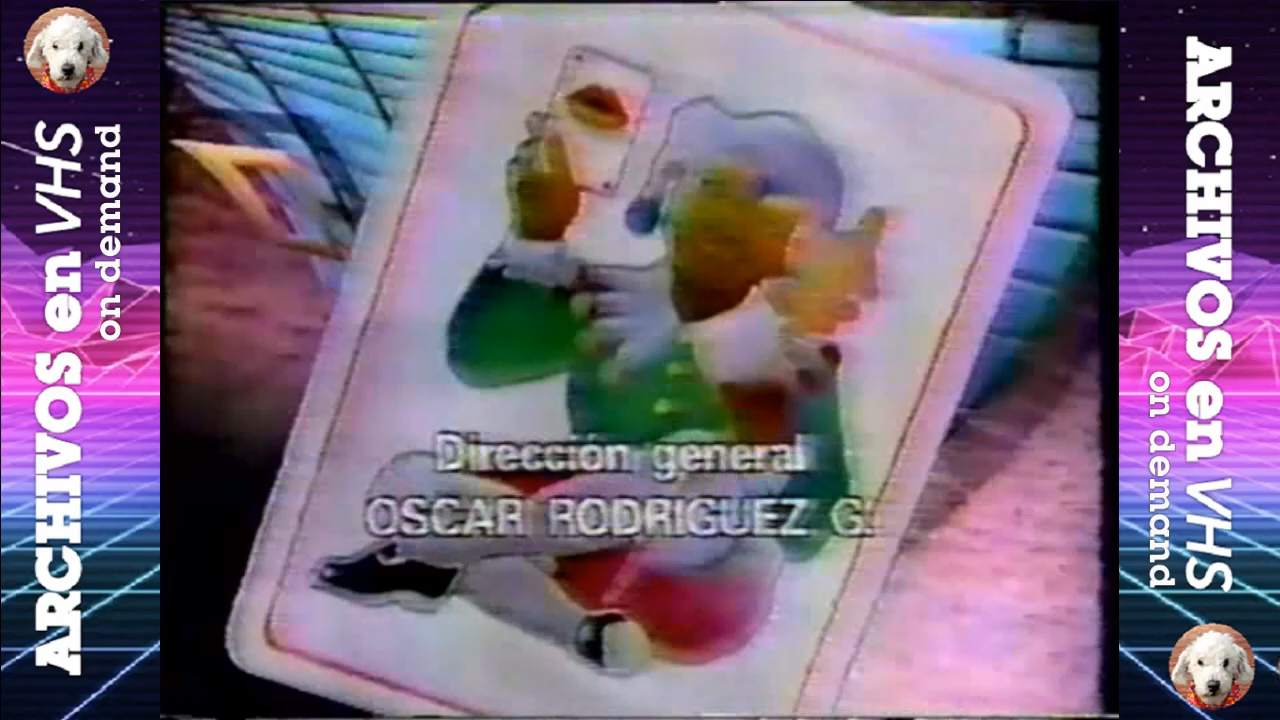 ARCHIVOS en VHS
on demand
Dirección general
OSCAR RODRIGUEZ G.
ARCHIVOS en VHS
on demand